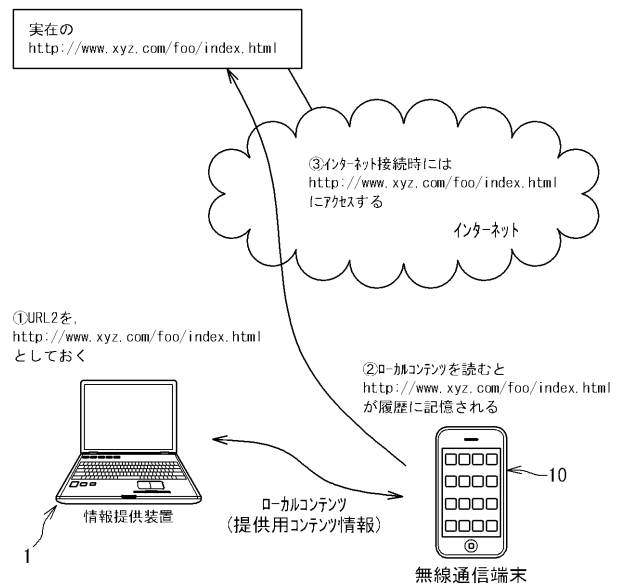 実在の
http://www.xyz.com/foo/index.html
③インターネット接続時には
http://www.xyz.com/foo/index.html
にアクセスする
インターネット
①URL2を,
http://www.xyz.com/foo/index.html
としておく
②ローカルコンテンツを読むと
http://www.xyz.com/foo/index.html
が履歴に記憶される
10
ローカルコンテンツ
(提供用コンテンツ情報)
情報提供装置
1
無線通信端末